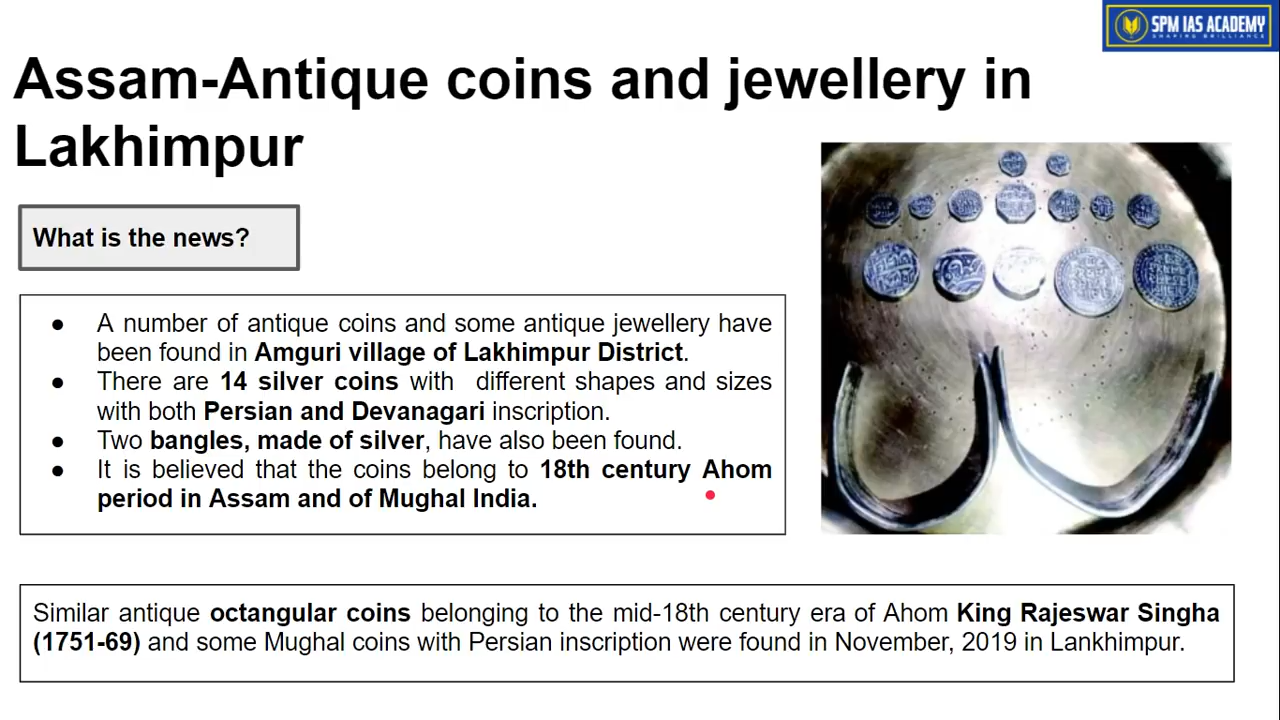 SPM IAS ACADEMY
SHAPING BRILLIANCE
Assam-Antique coins and jewellery in
Lakhimpur
What is the news?
● A number of antique coins and some antique jewellery have
been found in Amguri village of Lakhimpur District.
● There are 14 silver coins with different shapes and sizes
with both Persian and Devanagari inscription.
● Two bangles, made of silver, have also been found.
● It is believed that the coins belong to 18th century Ahom
period in Assam and of Mughal India.
Similar antique octangular coins belonging to the mid-18th century era of Ahom King Rajeswar Singha
(1751-69) and some Mughal coins with Persian inscription were found in November, 2019 in Lankhimpur.